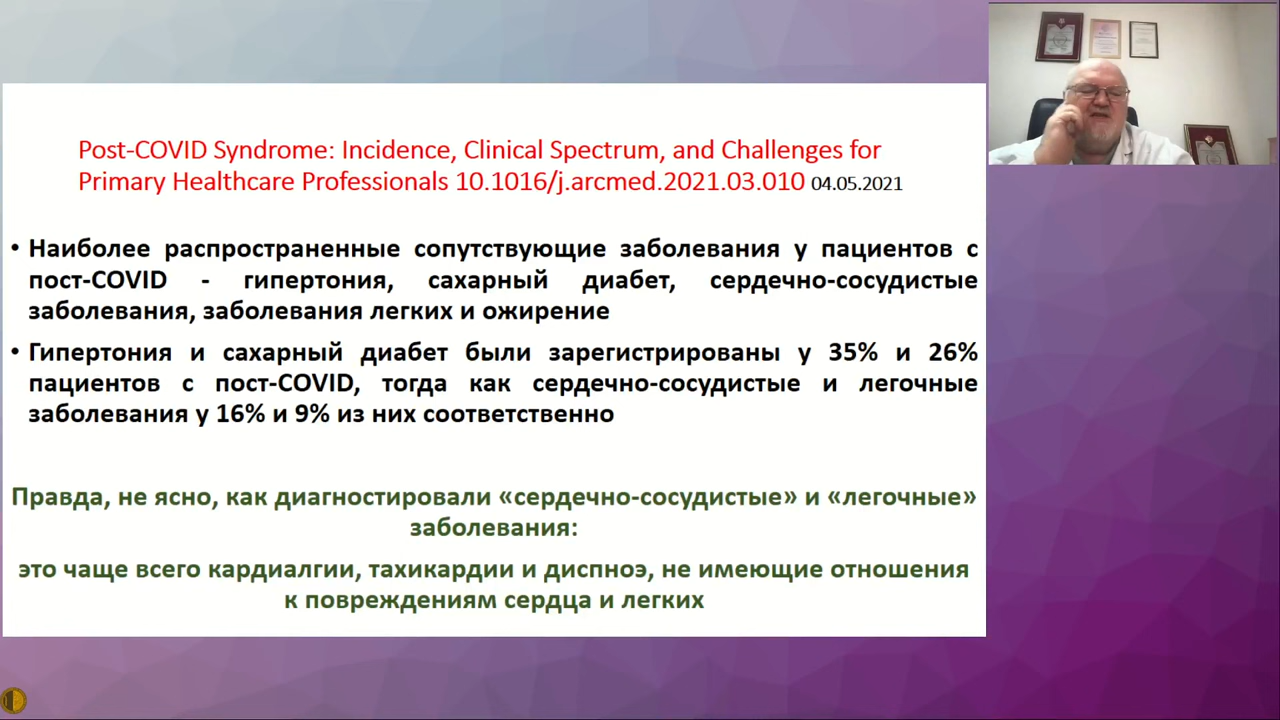 Post-COVID Syndrome: Incidence, Clinical Spectrum, and Challenges for
Primary Healthcare Professionals 10.1016/j.arcmed.2021.03.010 04.05.2021
• Наиболее распространенные сопутствующие заболевания у пациентов с
пост-COVID - гипертония, сахарный диабет, сердечно-сосудистые
заболевания, заболевания легких и ожирение
• Гипертония и сахарный диабет были зарегистрированы у 35% и 26%
пациентов с пост-COVID, тогда как сердечно-сосудистые и легочные
заболевания у 16% и 9% из них соответственно
Правда, не ясно, как диагностировали «сердечно-сосудистые» и «легочные»
заболевания:
это чаще всего кардиалгии, тахикардии и диспноэ, не имеющие отношения
к повреждениям сердца и легких